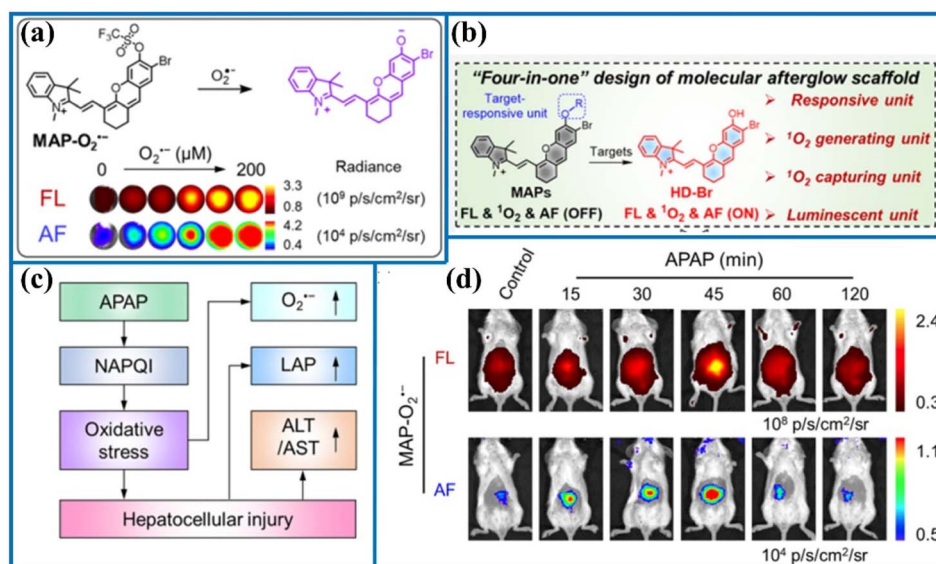 (a)
F₃C
S
O
O
O
Br
O
N
+
O₂•−
O⁻
Br
O
N
+
MAP-O₂•−
0
O₂•− (μM)
200
Radiance
FL
3.3
0.8
(10⁹ p/s/cm²/sr)
AF
4.2
0.4
(10⁴ p/s/cm²/sr)
(b)
"Four-in-one" design of molecular afterglow scaffold
Target-
responsive unit
O-R
Br
O
N
+
MAPs
FL & ¹O₂ & AF (OFF)
Targets
OH
Br
O
N
+
HD-Br
FL & ¹O₂ & AF (ON)
Responsive unit
¹O₂ generating unit
¹O₂ capturing unit
Luminescent unit
(c)
APAP
O₂•−
NAPQI
LAP
Oxidative
stress
ALT
/AST
Hepatocellular injury
(d)
APAP (min)
Control
15
30
45
60
120
MAP-O₂•−
FL
2.4
0.3
10⁸ p/s/cm²/sr
AF
1.1
0.5
10⁴ p/s/cm²/sr